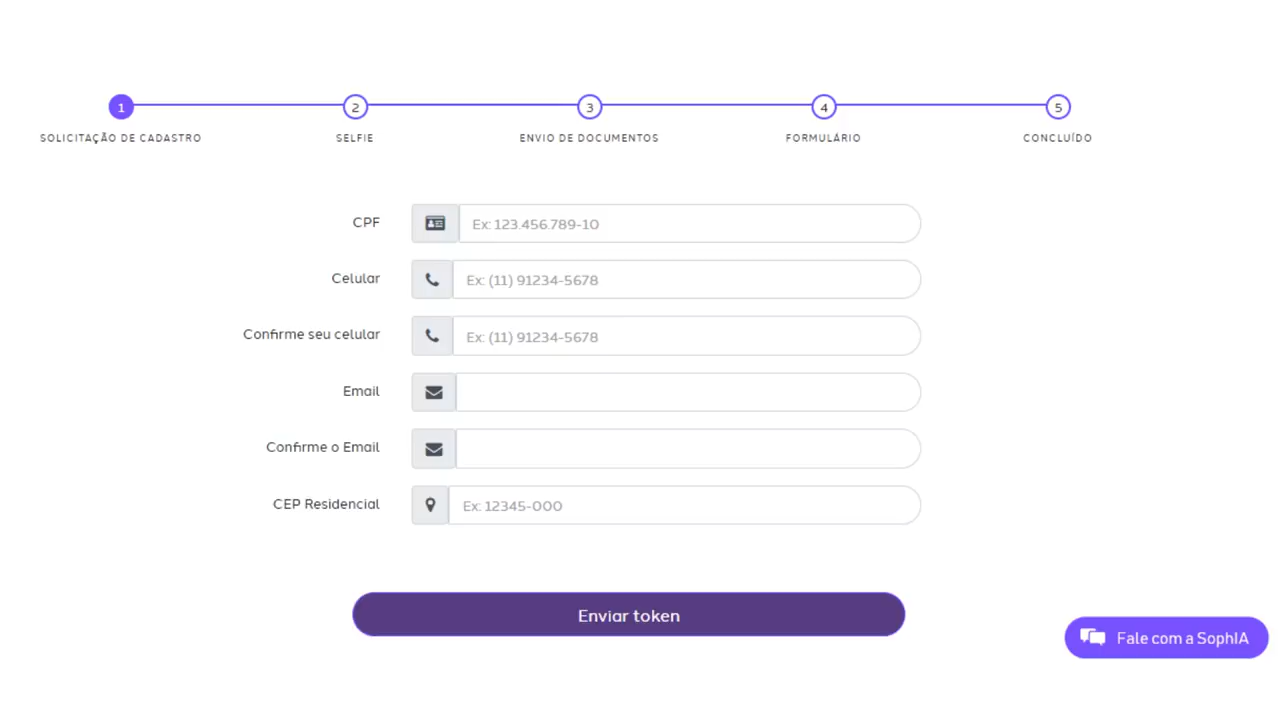 1 2 3 4 5
SOLICITAÇÃO DE CADASTRO SELFIE ENVIO DE DOCUMENTOS FORMULÁRIO CONCLUÍDO
CPF Ex: 123.456.789-10
Celular Ex: (11) 91234-5678
Confirme seu celular Ex: (11) 91234-5678
Email
Confirme o Email
CEP Residencial Ex: 12345-000
Enviar token
Fale com a SophIA